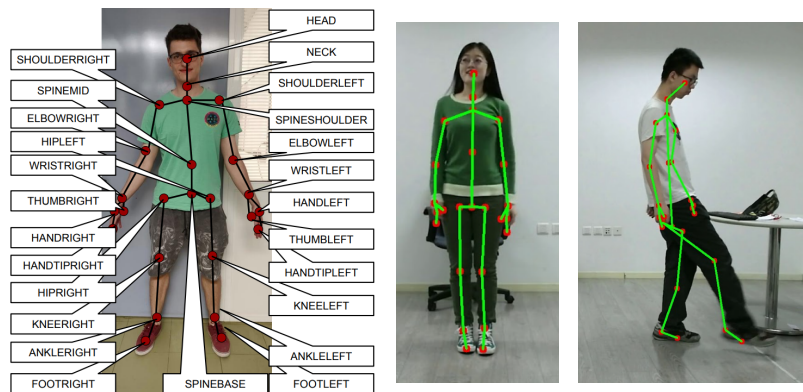 HEAD
NECK
SHOULDERRIGHT
SHOULDERLEFT
SPINEMID
SPINESHOULDER
ELBOWRIGHT
ELBOWLEFT
HIPLEFT
WRISTRIGHT
WRISTLEFT
THUMBRIGHT
HANDLEFT
HANDRIGHT
THUMBLEFT
HANDTIPRIGHT
HANDTIPLEFT
HIPRIGHT
KNEELEFT
KNEERIGHT
ANKLERIGHT
ANKLELEFT
FOOTRIGHT
SPINEBASE
FOOTLEFT